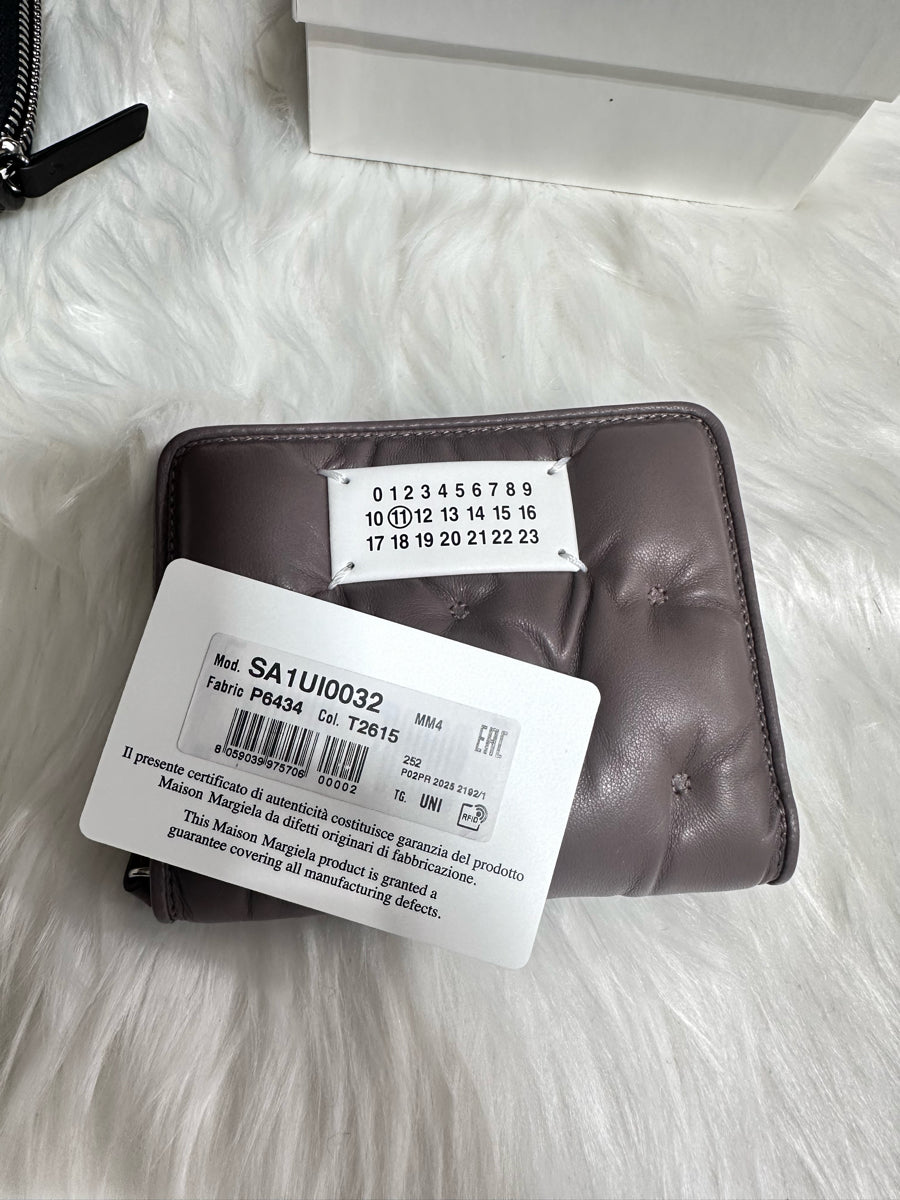 0 1 2 3 4 5 6 7 8 9
10 11 12 13 14 15 16
17 18 19 20 21 22 23
Mod. SA1UI0032 MM4 EAC
Fabric P6434 Col. T2615
8 059039 975706 00002
252
P02PR 2025 2192/1
TG. UNI RFID
Il presente certificato di autenticità costituisce garanzia del prodotto
Maison Margiela da difetti originari di fabbricazione.
This Maison Margiela product is granted a
guarantee covering all manufacturing defects.